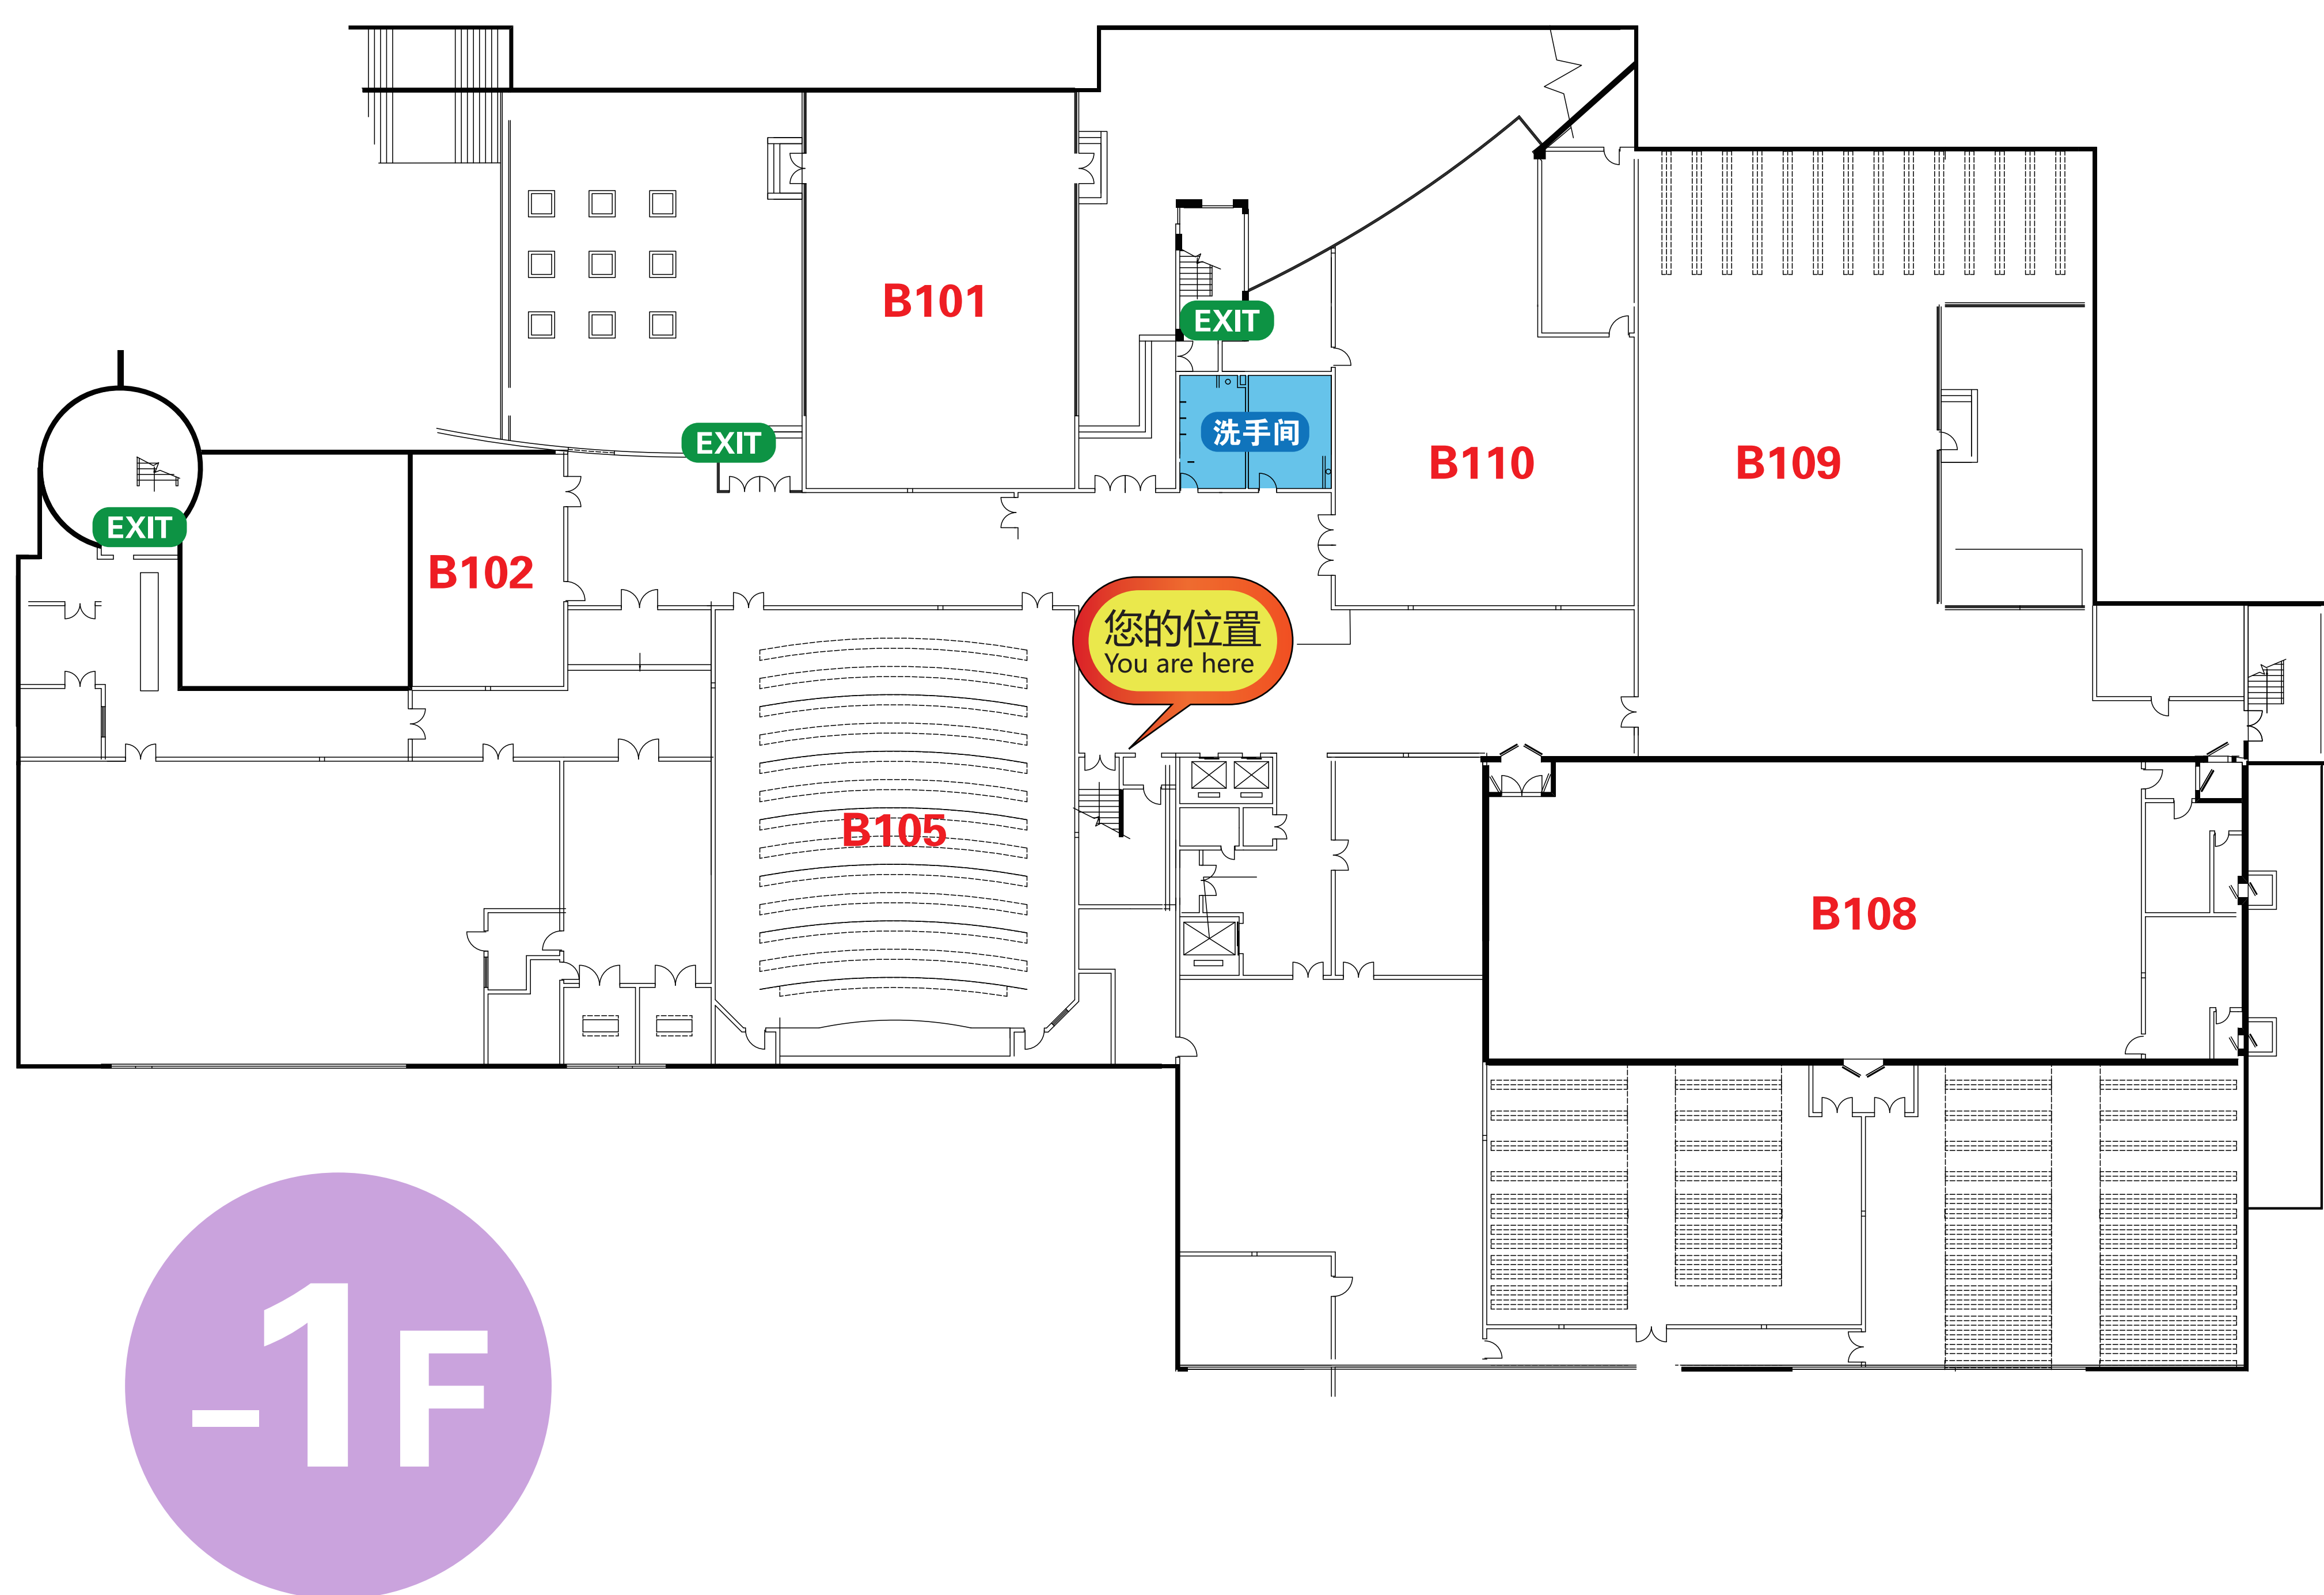 B101
EXIT
EXIT
洗手间
B110
B109
EXIT
B102
您的位置
You are here
B105
B108
-1F